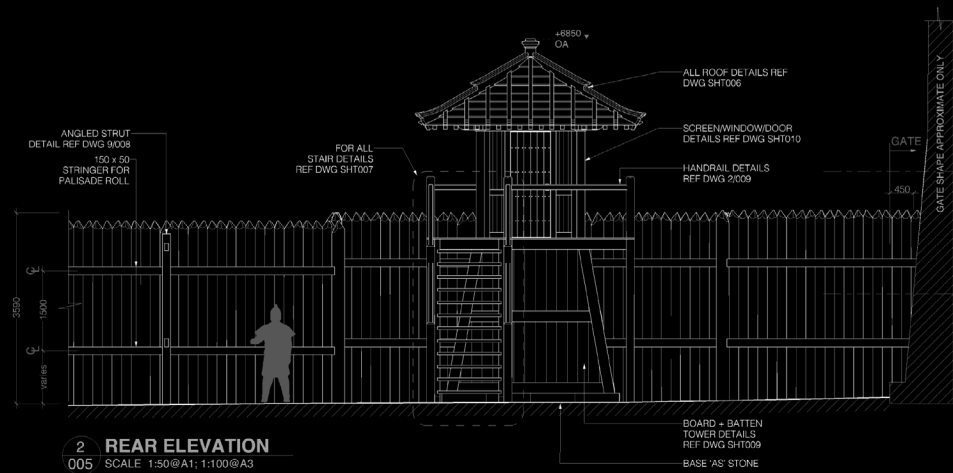 +6850
OA
ALL ROOF DETAILS REF
DWG SHT006
ANGLED STRUT
DETAIL REF DWG 9/008
150 x 50
STRINGER FOR
PALISADE ROLL
FOR ALL
STAIR DETAILS
REF DWG SHT007
SCREEN/WINDOW/DOOR
DETAILS REF DWG SHT010
HANDRAIL DETAILS
REF DWG 2/009
GATE
450
GATE SHAPE APPROXIMATE ONLY
3590
1500
varies
CL
CL
BOARD + BATTEN
TOWER DETAILS
REF DWG SHT009
BASE 'AS' STONE
2
005
REAR ELEVATION
SCALE 1:50@A1; 1:100@A3